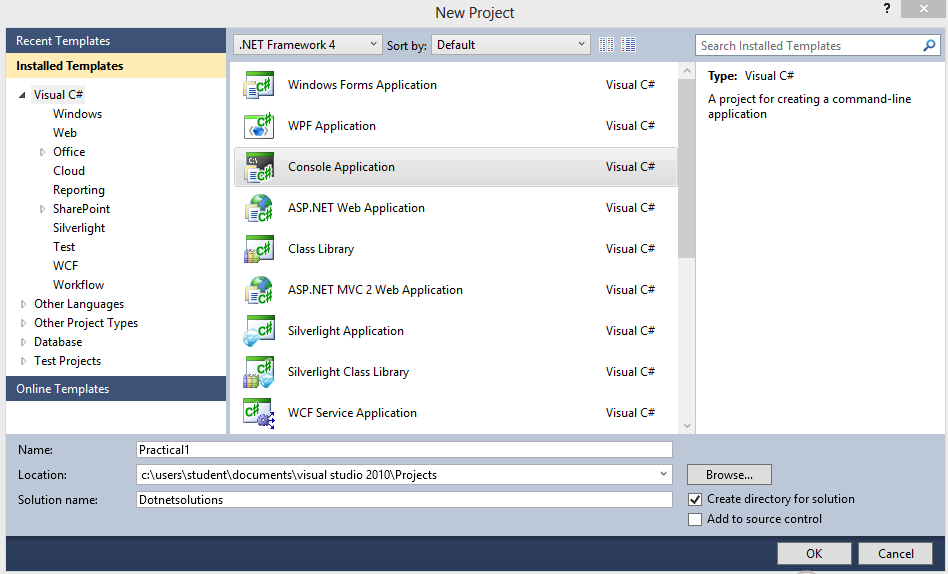 New Project
?
Recent Templates
Installed Templates
Visual C#
Windows
Web
Office
Cloud
Reporting
SharePoint
Silverlight
Test
WCF
Workflow
Other Languages
Other Project Types
Database
Test Projects
Online Templates
.NET Framework 4
Sort by: Default
Windows Forms Application Visual C#
WPF Application Visual C#
Console Application Visual C#
ASP.NET Web Application Visual C#
Class Library Visual C#
ASP.NET MVC 2 Web Application Visual C#
Silverlight Application Visual C#
Silverlight Class Library Visual C#
WCF Service Application Visual C#
Search Installed Templates
Type: Visual C#
A project for creating a command-line
application
Name: Practical1
Location: c:\users\student\documents\visual studio 2010\Projects
Browse...
Solution name: Dotnetsolutions
Create directory for solution
Add to source control
OK
Cancel